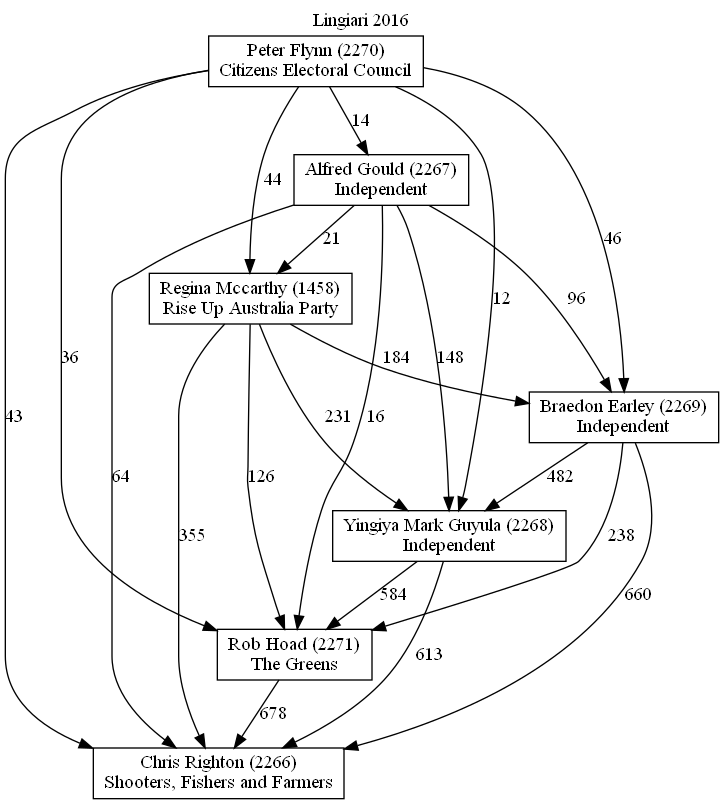 Lingiari 2016
Peter Flynn (2270)
Citizens Electoral Council
14
Alfred Gould (2267)
Independent
44
46
21
Regina Mccarthy (1458)
Rise Up Australia Party
12
96
36
184
148
43
Braedon Earley (2269)
Independent
231
16
64
126
482
355
Yingiya Mark Guyula (2268)
Independent
238
584
660
Rob Hoad (2271)
The Greens
613
678
Chris Righton (2266)
Shooters, Fishers and Farmers